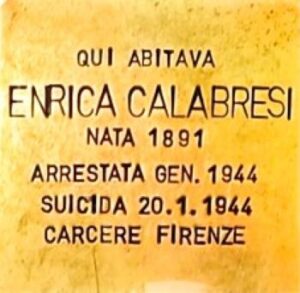 QUI ABITAVA
ENRICA CALABRESI
NATA 1891
ARRESTATA GEN. 1944
SUICIDA 20.1.1944
CARCERE FIRENZE